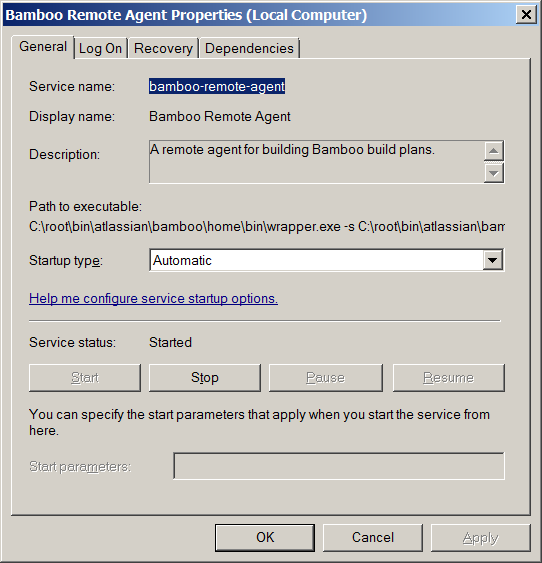 Bamboo Remote Agent Properties (Local Computer)
General Log On Recovery Dependencies
Service name: bamboo-remote-agent
Display name: Bamboo Remote Agent
Description: A remote agent for building Bamboo build plans.
Path to executable:
C:\root\bin\atlassian\bamboo\home\bin\wrapper.exe -s C:\root\bin\atlassian\bam
Startup type: Automatic
Help me configure service startup options.
Service status: Started
Start Stop Pause Resume
You can specify the start parameters that apply when you start the service from
here.
Start parameters:
OK Cancel Apply